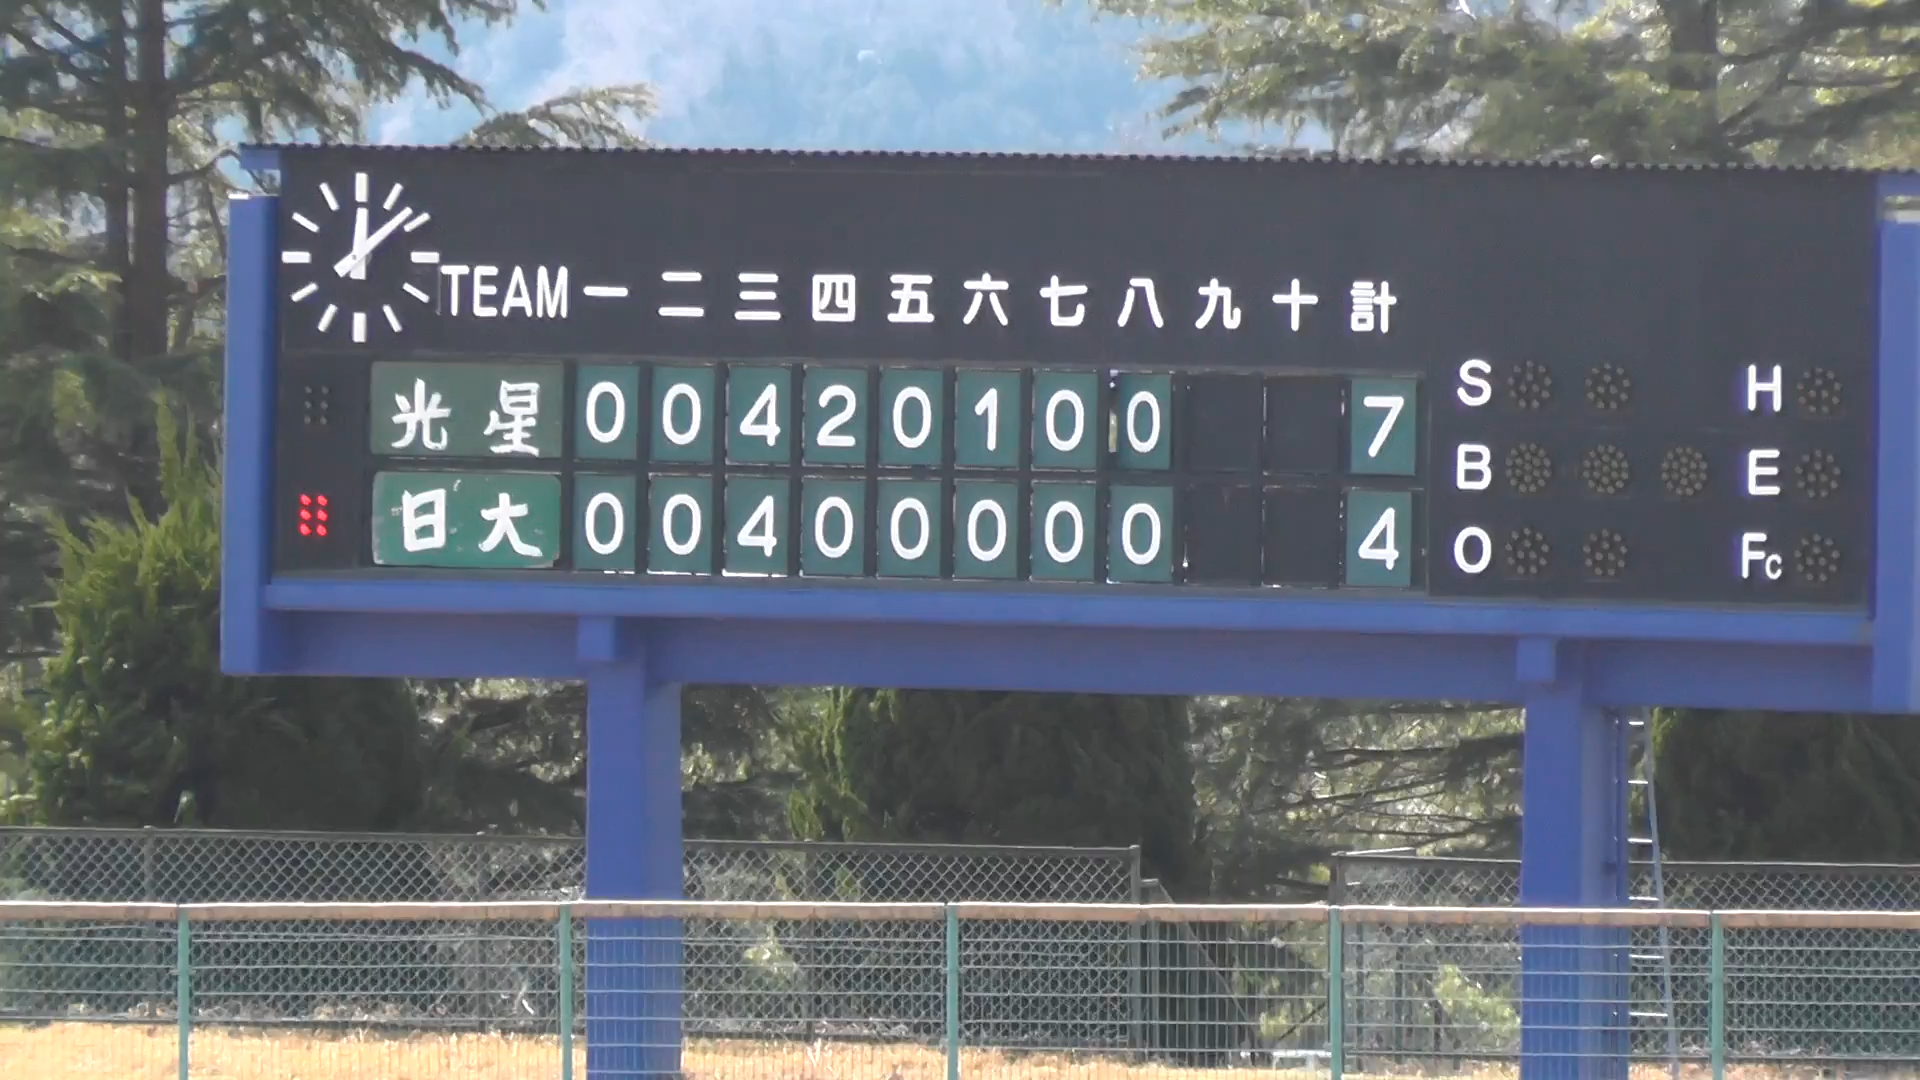 TEAM 一 二 三 四 五 六 七 八 九 十 計
光星 0 0 4 2 0 1 0 0 7
日大 0 0 4 0 0 0 0 0 4
S H
B E
O Fc